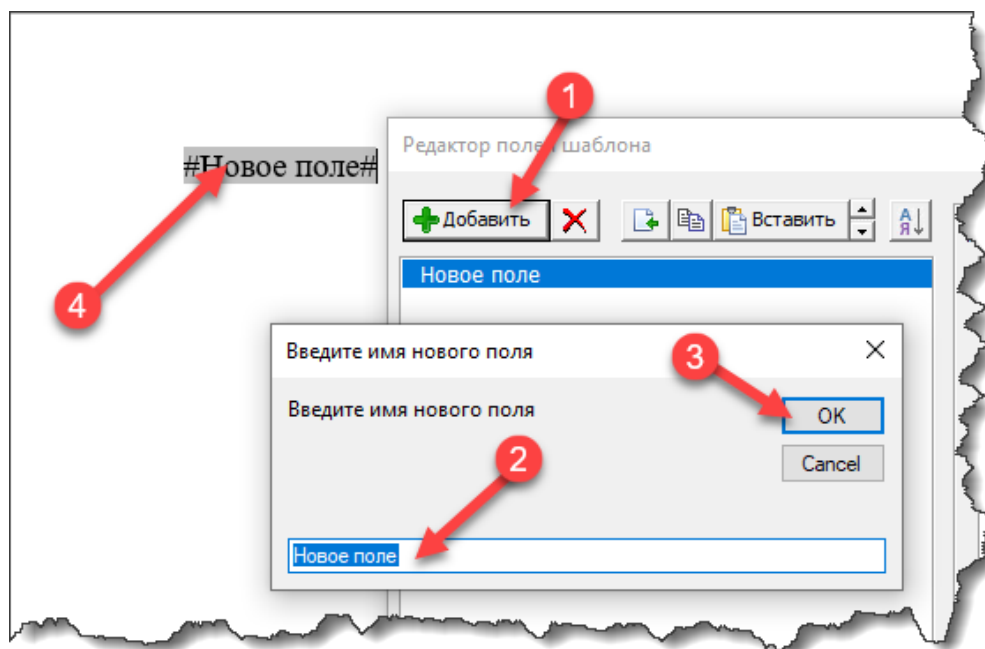 1
Редактор полей шаблона
#Новое поле#
Добавить
Вставить
А
Я
Новое поле
4
Введите имя нового поля
3
Введите имя нового поля
OK
2
Cancel
Новое поле